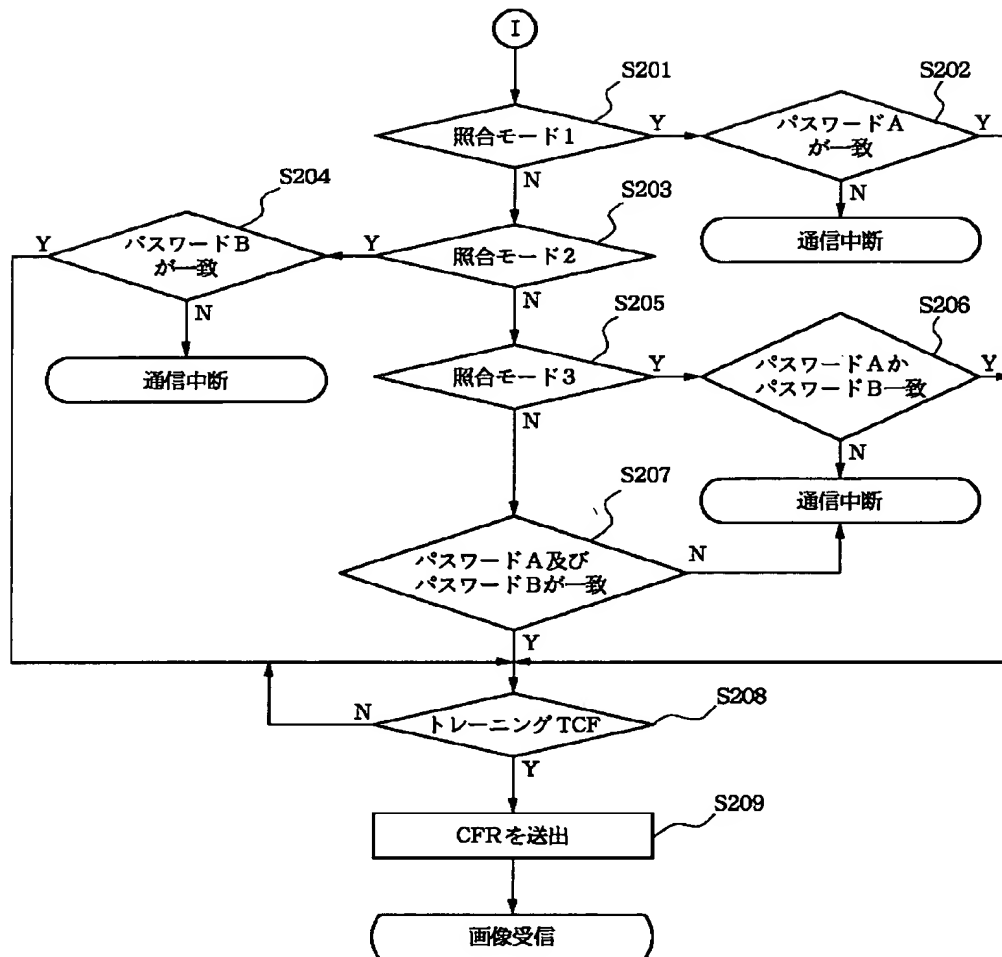 I
S201
照合モード1
Y
N
S202
パスワードA
が一致
Y
N
通信中断
S203
照合モード2
Y
N
S204
パスワードB
が一致
Y
N
通信中断
S205
照合モード3
Y
N
S206
パスワードAか
パスワードB一致
Y
N
通信中断
S207
パスワードA及び
パスワードBが一致
N
Y
S208
トレーニングTCF
N
Y
S209
CFRを送出
画像受信